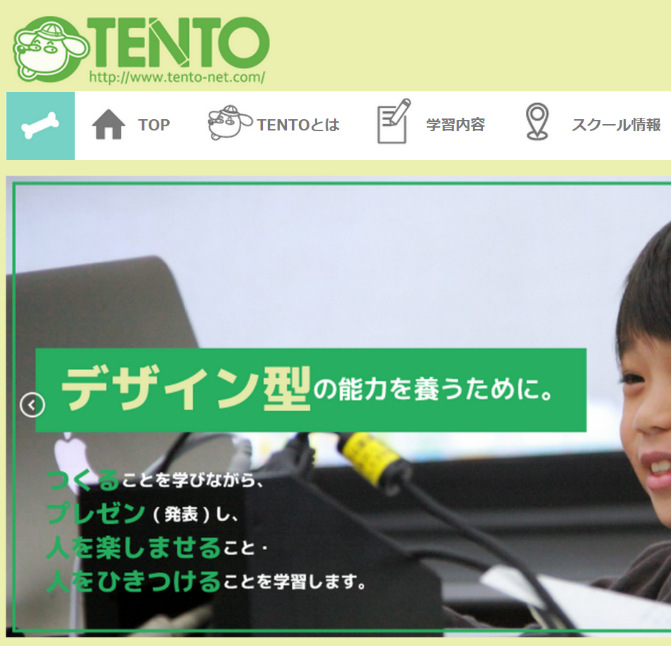 TENTO
http://www.tento-net.com/
TOP
TENTOとは
学習内容
スクール情報
デザイン型の能力を養うために。
つくることを学びながら、
プレゼン(発表)し、
人を楽しませること・
人をひきつけることを学習します。